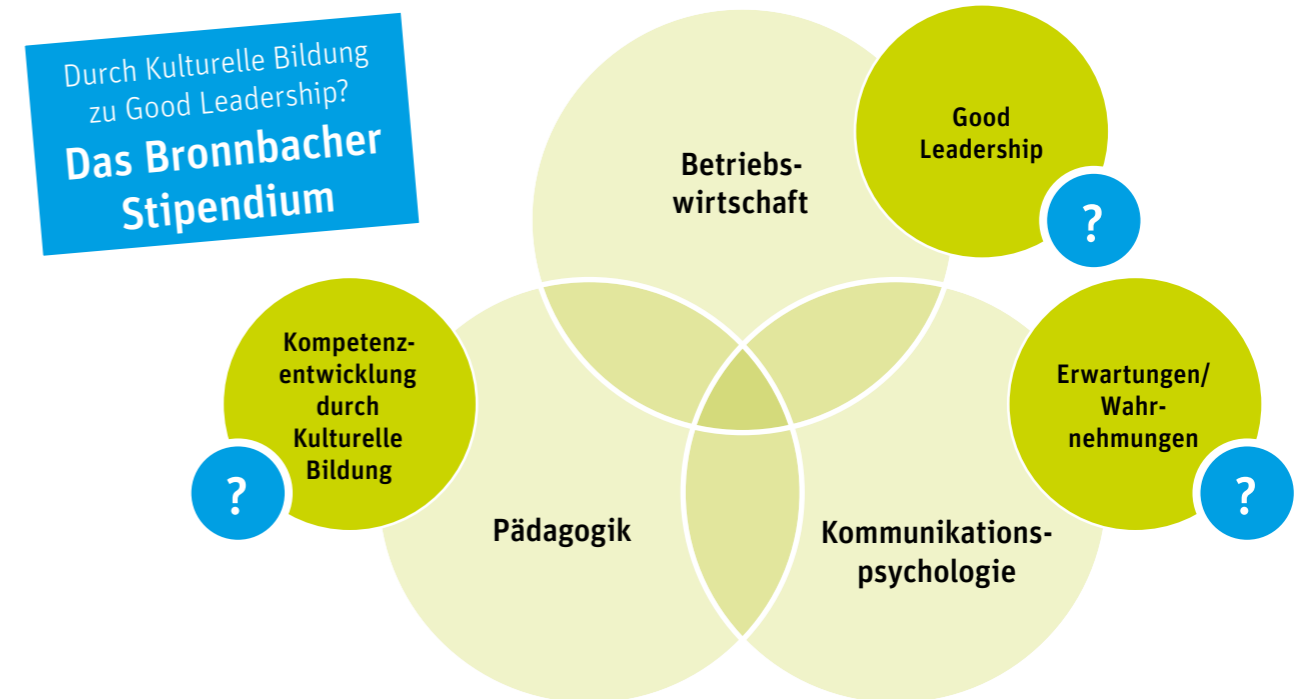 Durch Kulturelle Bildung
zu Good Leadership?
Das Bronnbacher
Stipendium
Betriebs-
wirtschaft
Good
Leadership
?
Kompetenz-
entwicklung
durch
Kulturelle
Bildung
?
Erwartungen/
Wahr-
nehmungen
?
Pädagogik
Kommunikations-
psychologie